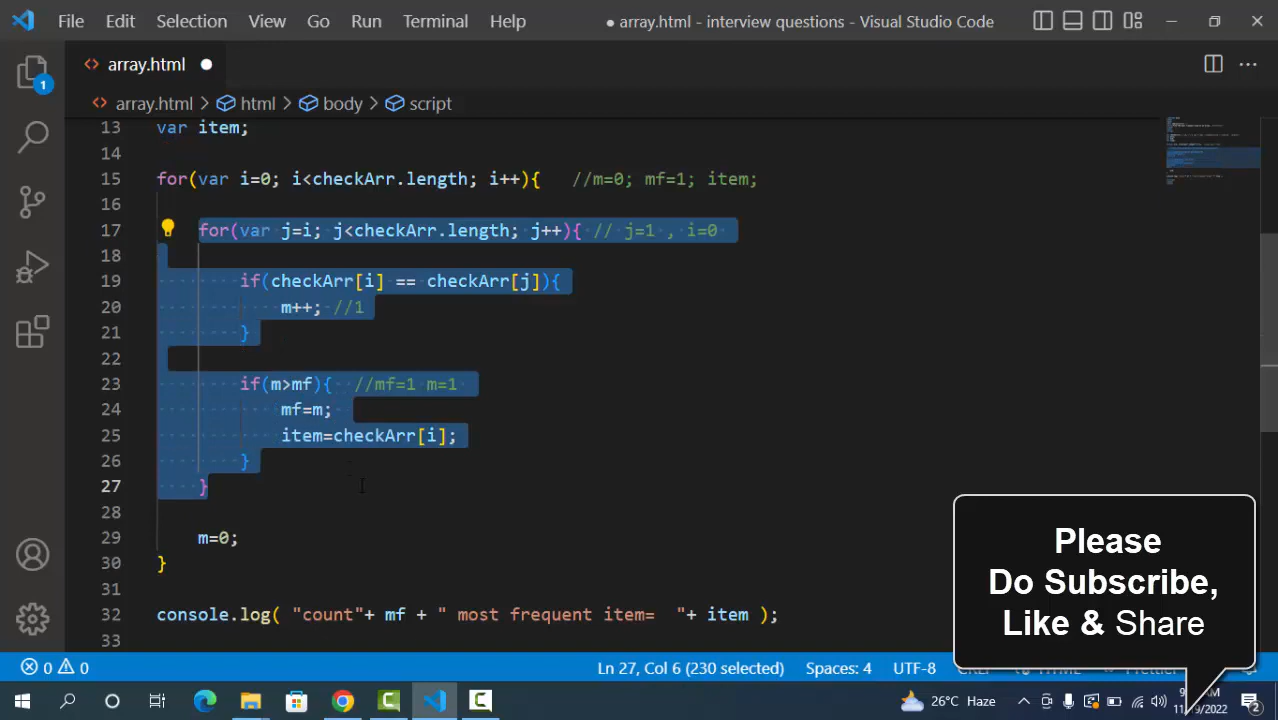 File Edit Selection View Go Run Terminal Help ● array.html - interview questions - Visual Studio Code
array.html
1
array.html > html > body > script
13 var item;
14
15 for(var i=0; i<checkArr.length; i++){ //m=0; mf=1; item;
16
17 for(var j=i; j<checkArr.length; j++){ // j=1 , i=0
18
19 if(checkArr[i] == checkArr[j]){
20 m++; //1
21 }
22
23 if(m>mf){ //mf=1 m=1
24 mf=m;
25 item=checkArr[i];
26 }
27 }
28
29 m=0;
30 }
31
32 console.log( "count"+ mf + " most frequent item= "+ item );
33
Please
Do Subscribe,
Like & Share
0 0 Ln 27, Col 6 (230 selected) Spaces: 4 UTF-8
26°C Haze
2